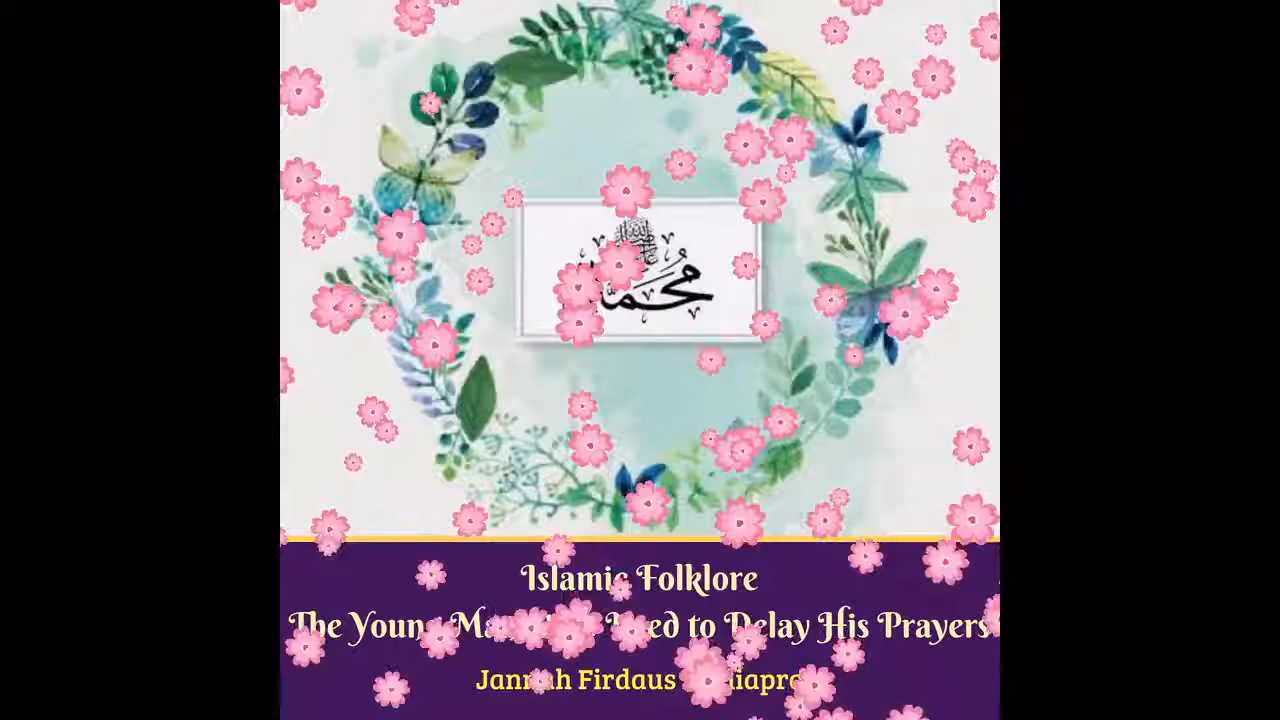 محمد
Islamic Folklore
The Young Man Used to Delay His Prayers
Jannah Firdaus